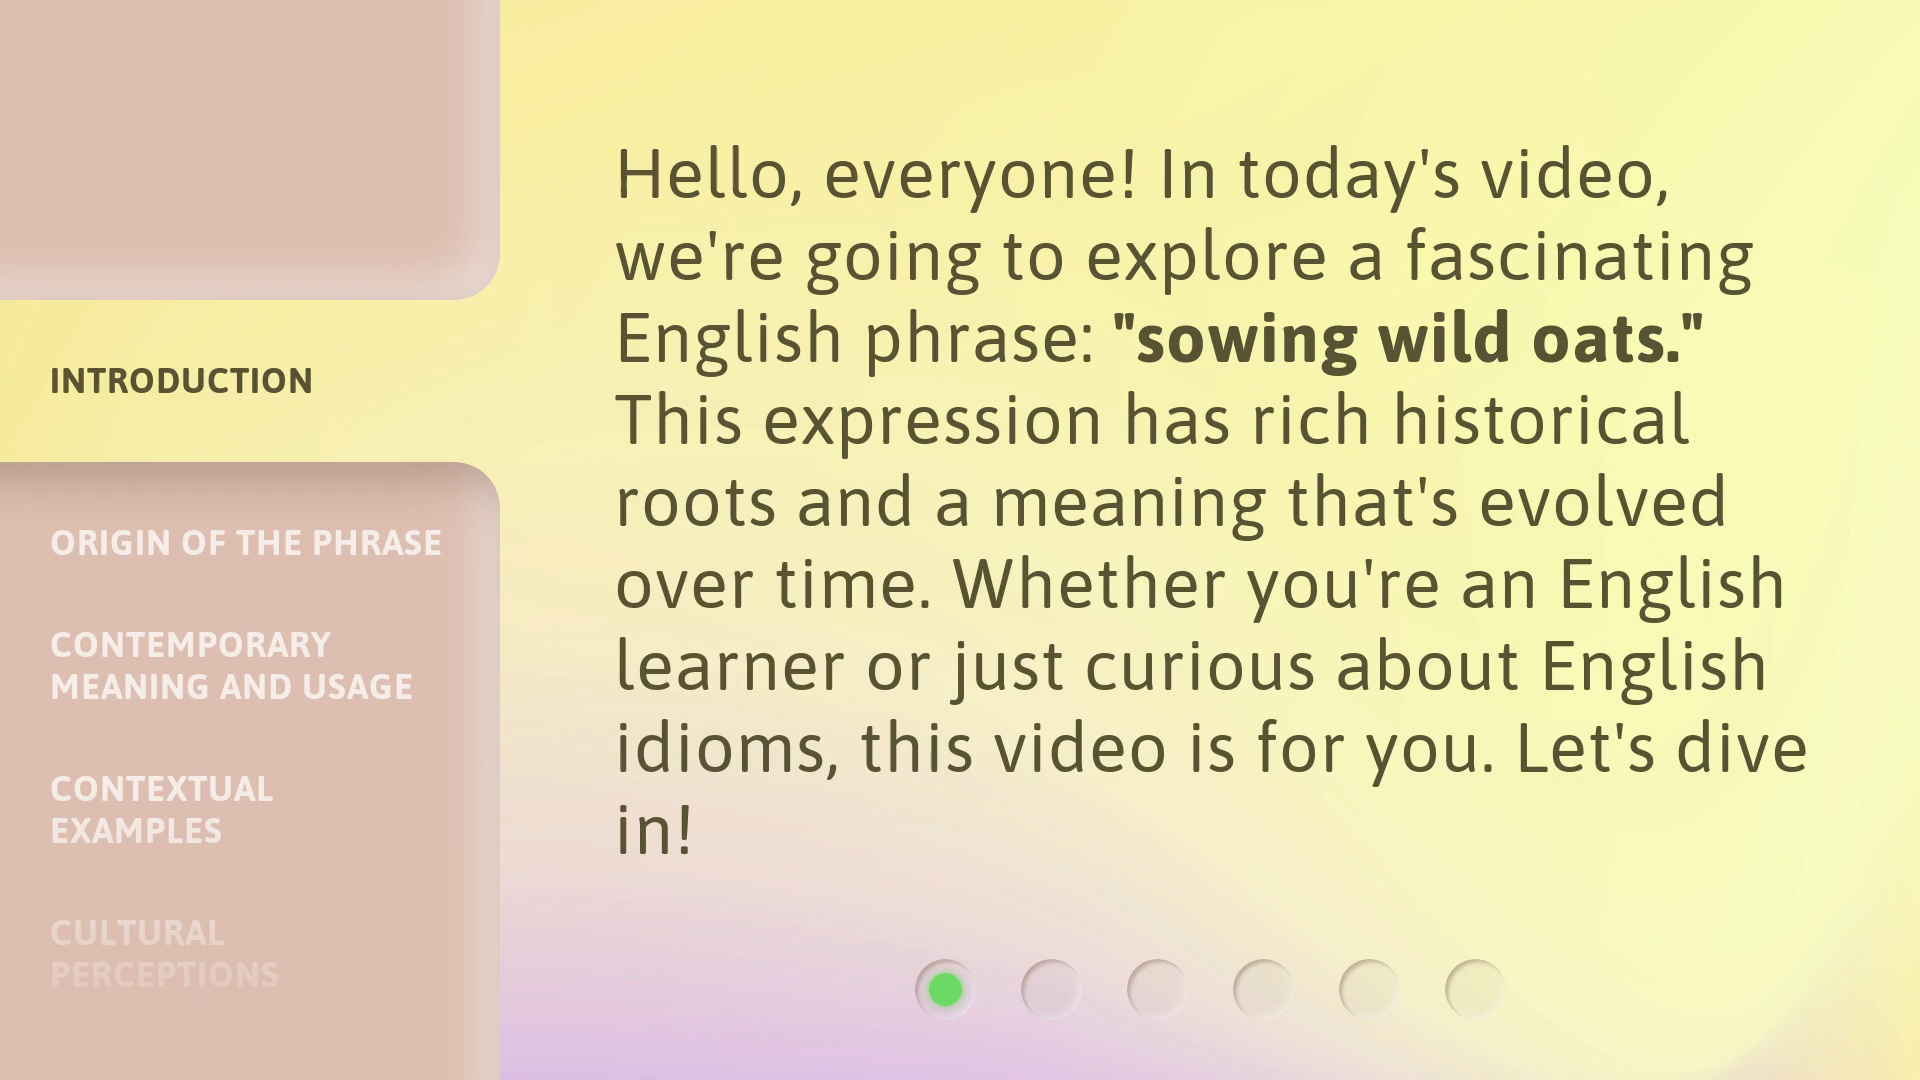 INTRODUCTION
ORIGIN OF THE PHRASE
CONTEMPORARY
MEANING AND USAGE
CONTEXTUAL
EXAMPLES
CULTURAL
PERCEPTIONS
Hello, everyone! In today's video,
we're going to explore a fascinating
English phrase: "sowing wild oats."
This expression has rich historical
roots and a meaning that's evolved
over time. Whether you're an English
learner or just curious about English
idioms, this video is for you. Let's dive
in!